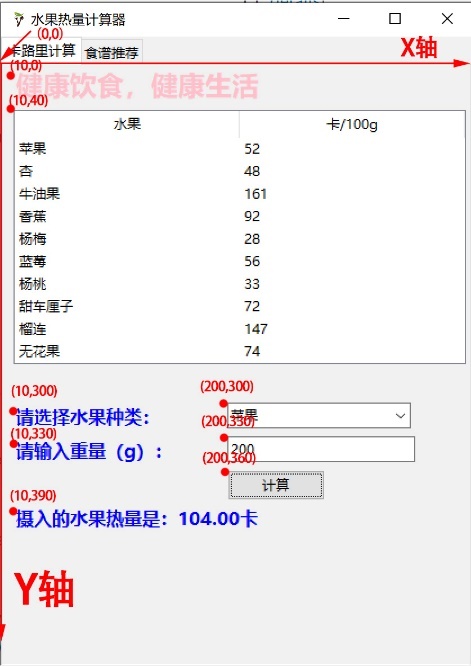 水果热量计算器
(0,0)
卡路里计算 食谱推荐
X轴
(10,0)
健康饮食，健康生活
(10,40)
水果 卡/100g
苹果 52
杏 48
牛油果 161
香蕉 92
杨梅 28
蓝莓 56
杨桃 33
甜车厘子 72
榴连 147
无花果 74
(10,300) (200,300)
请选择水果种类： 苹果
(10,330) (200,330)
请输入重量（g）： 200
(200,360)
计算
(10,390)
摄入的水果热量是：104.00卡
Y轴